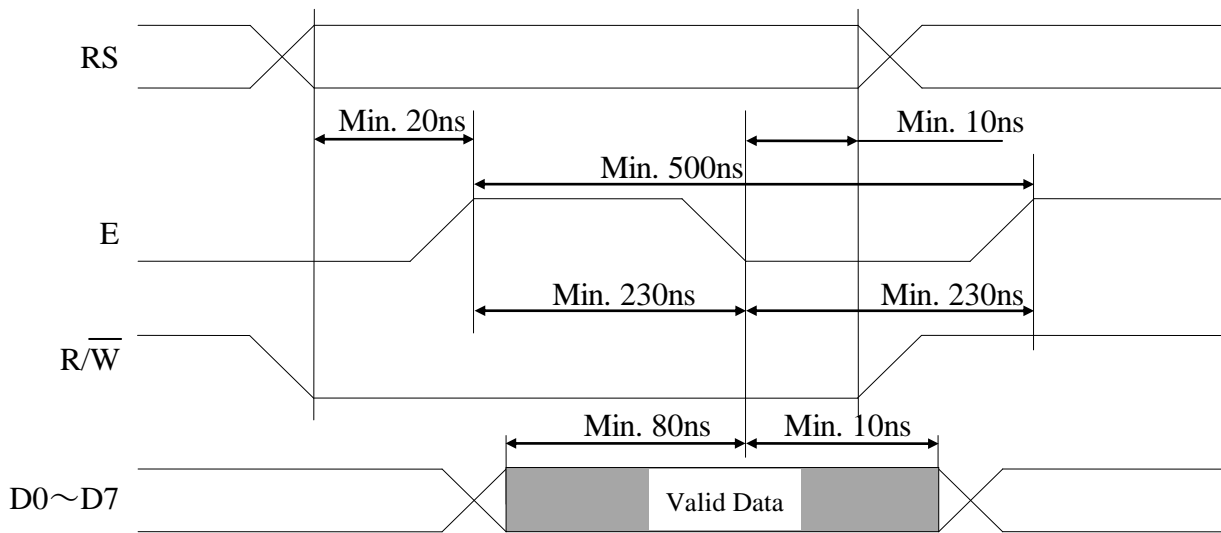 RS
Min. 20ns
Min. 10ns
Min. 500ns
E
Min. 230ns
Min. 230ns
R/W̅
Min. 80ns
Min. 10ns
D0～D7
Valid Data